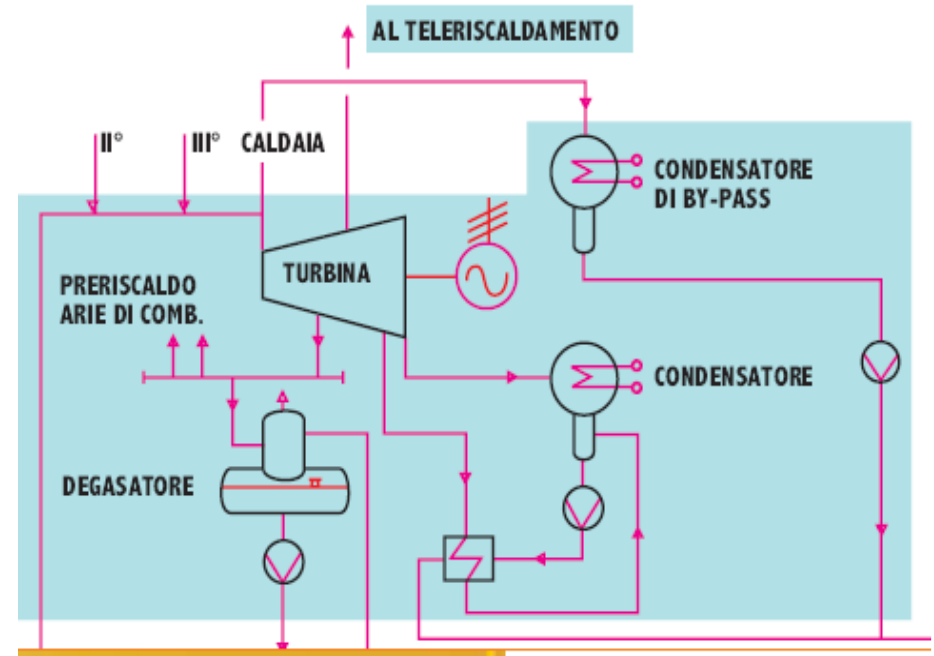 AL TELERISCALDAMENTO
II°
III°
CALDAIA
CONDENSATORE
DI BY-PASS
TURBINA
PRERISCALDO
ARIE DI COMB.
CONDENSATORE
DEGASATORE